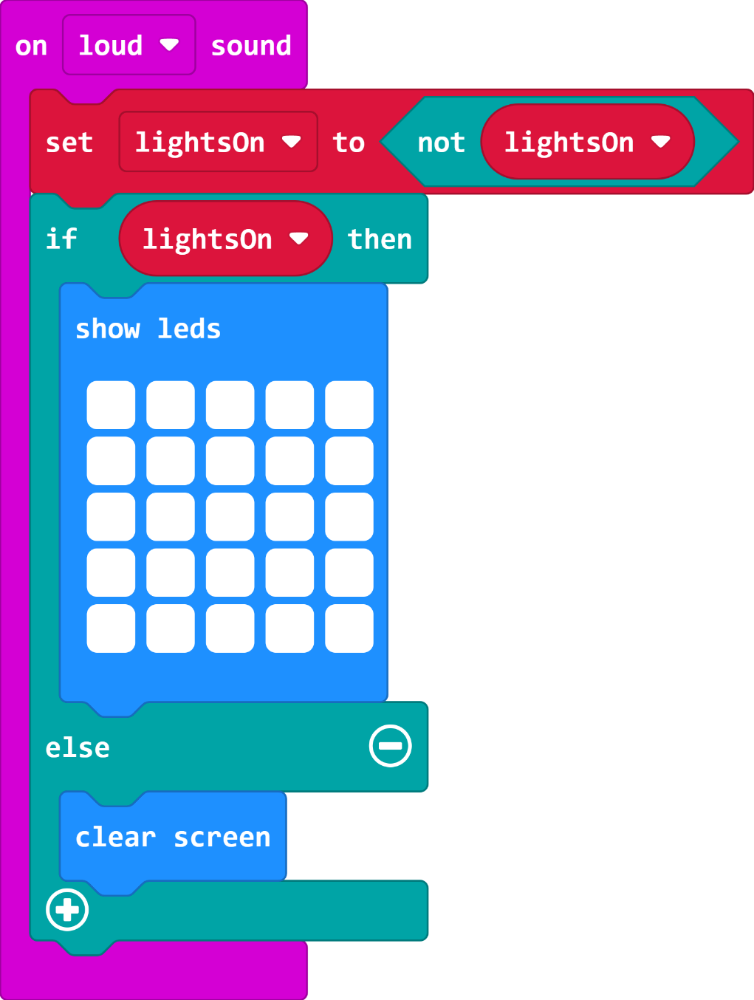 on loud sound
set lightsOn to not lightsOn
if lightsOn then
show leds
else
clear screen